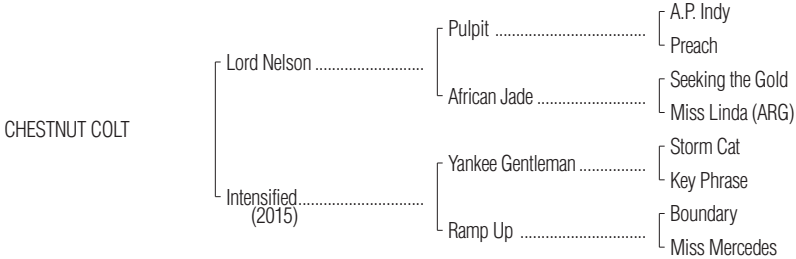 A.P. Indy
Pulpit ....................................
Preach
Lord Nelson ..........................
African Jade ..........................
Seeking the Gold
Miss Linda (ARG)
CHESTNUT COLT
Storm Cat
Yankee Gentleman ................
Key Phrase
Intensified..............................
(2015)
Ramp Up ..............................
Boundary
Miss Mercedes